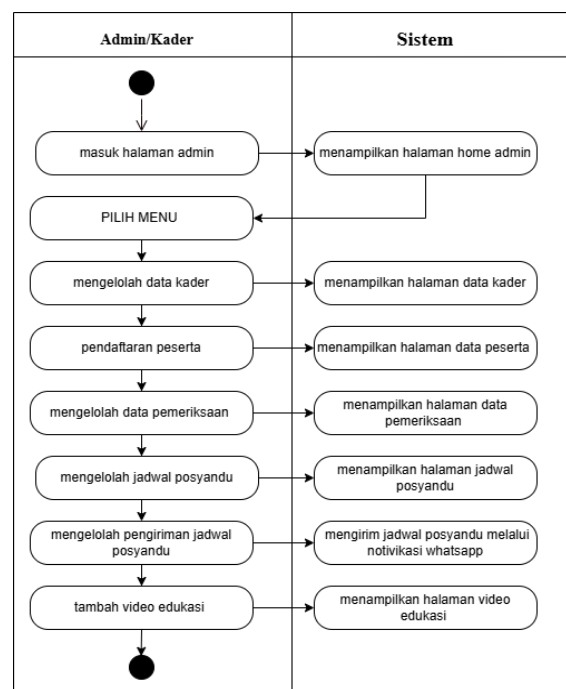 Admin/Kader
Sistem
masuk halaman admin
menampilkan halaman home admin
PILIH MENU
mengelolah data kader
menampilkan halaman data kader
pendaftaran peserta
menampilkan halaman data peserta
mengelolah data pemeriksaan
menampilkan halaman data
pemeriksaan
mengelolah jadwal posyandu
menampilkan halaman jadwal
posyandu
mengelolah pengiriman jadwal
posyandu
mengirim jadwal posyandu melalui
notivikasi whatsapp
tambah video edukasi
menampilkan halaman video
edukasi